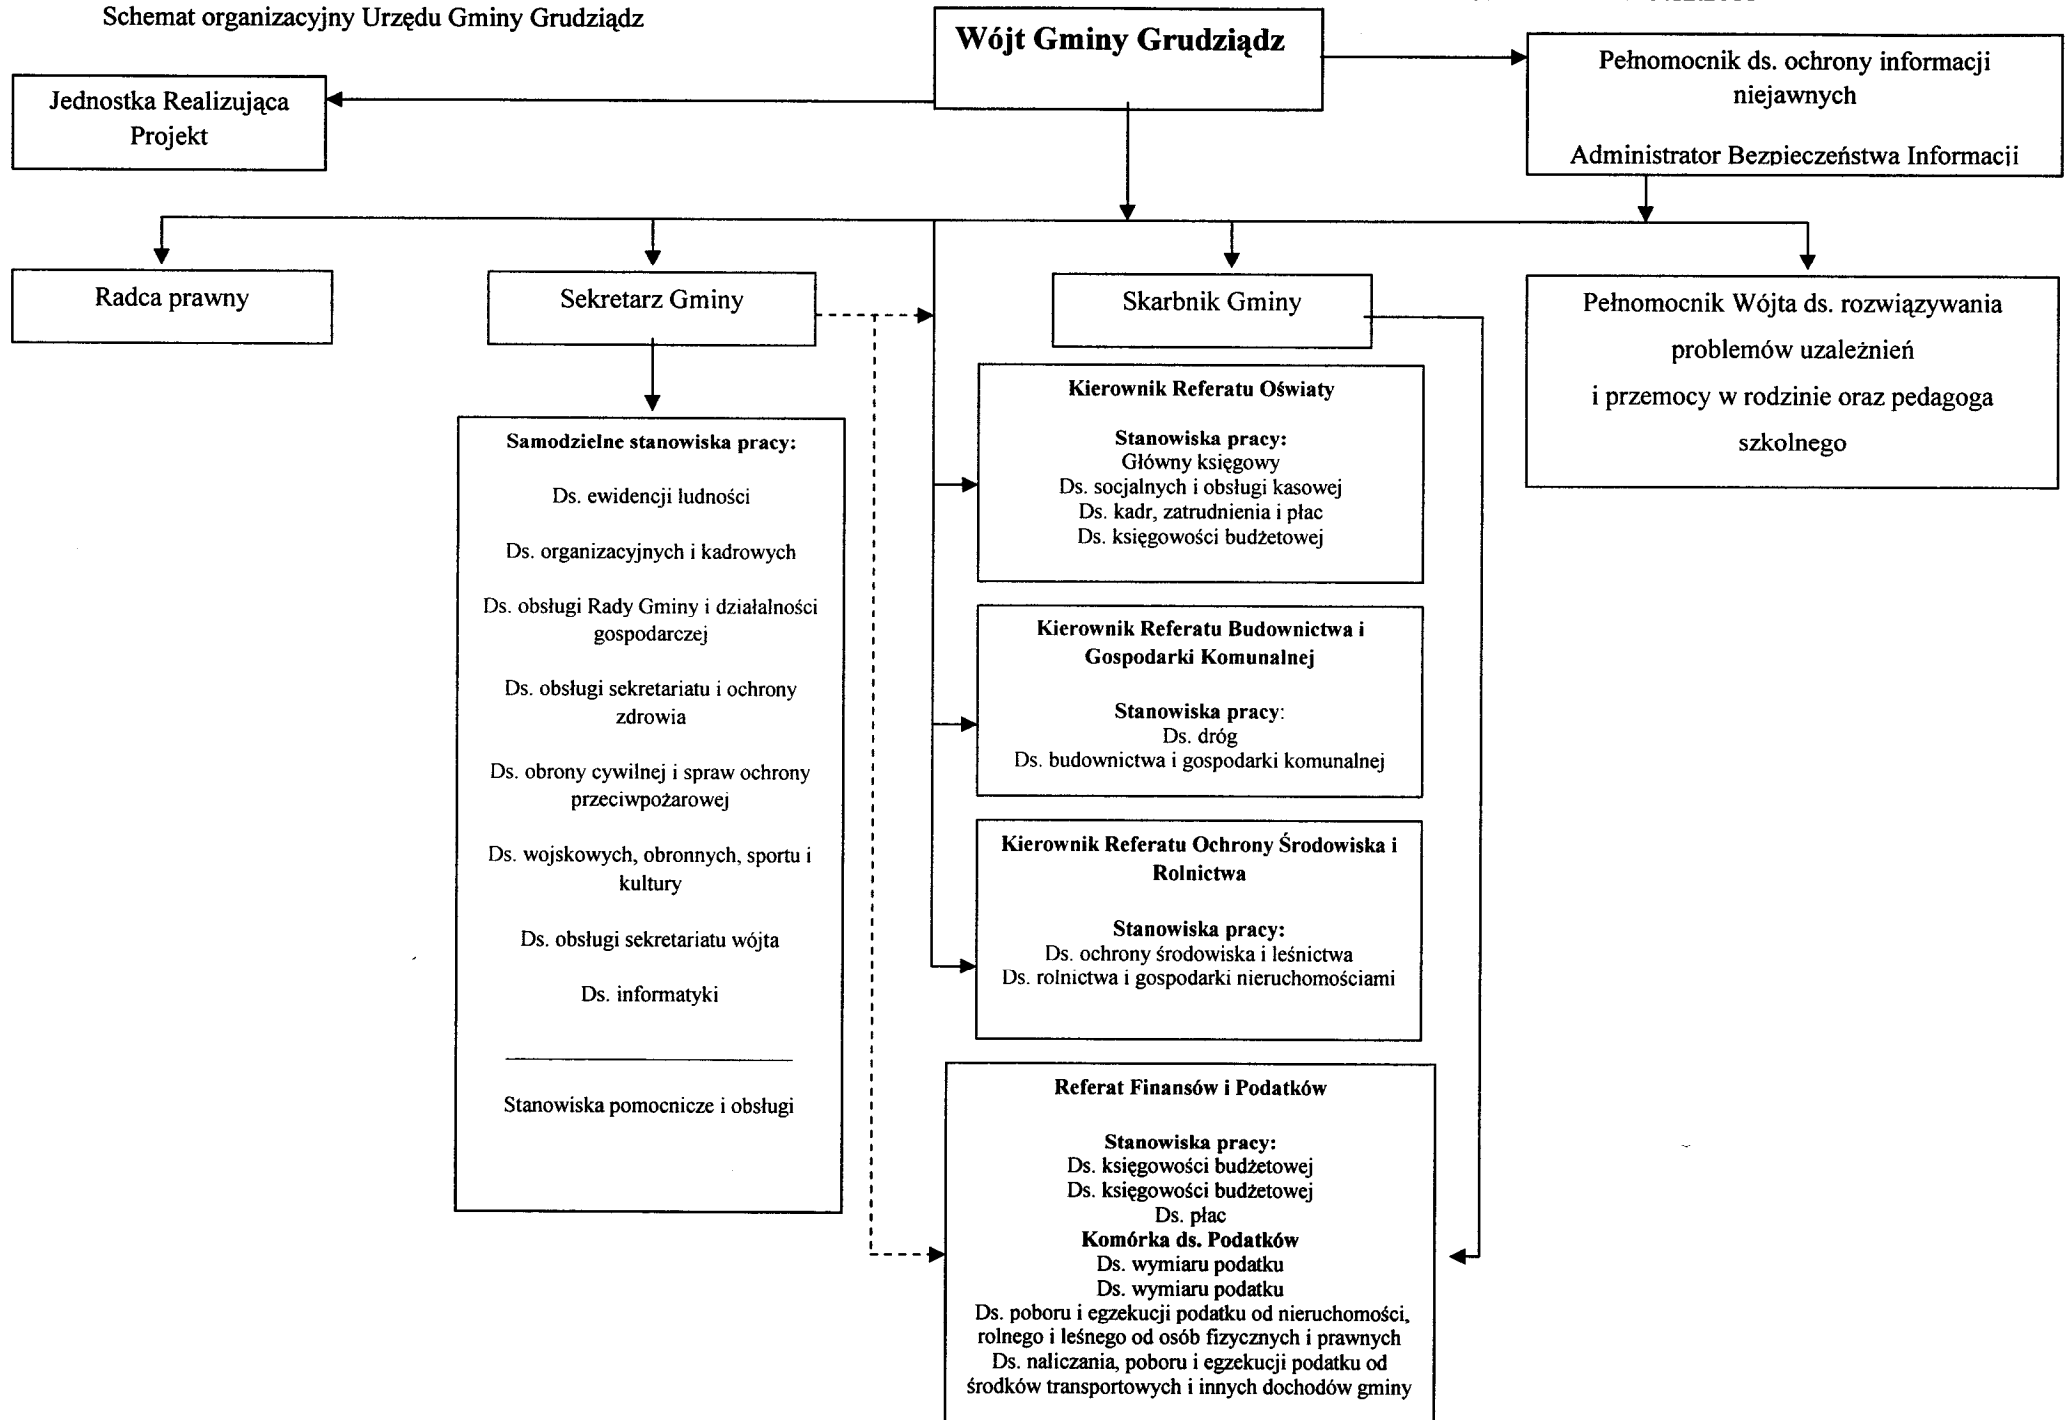 Schemat organizacyjny Urzędu Gminy Grudziądz
Wójt Gminy Grudziądz
Pełnomocnik ds. ochrony informacji
niejawnych
Administrator Bezpieczeństwa Informacji
Jednostka Realizująca
Projekt
Radca prawny
Sekretarz Gminy
Skarbnik Gminy
Pełnomocnik Wójta ds. rozwiązywania
problemów uzależnień
i przemocy w rodzinie oraz pedagoga
szkolnego
Samodzielne stanowiska pracy:
Ds. ewidencji ludności
Ds. organizacyjnych i kadrowych
Ds. obsługi Rady Gminy i działalności
gospodarczej
Ds. obsługi sekretariatu i ochrony
zdrowia
Ds. obrony cywilnej i spraw ochrony
przeciwpożarowej
Ds. wojskowych, obronnych, sportu i
kultury
Ds. obsługi sekretariatu wójta
Ds. informatyki
Stanowiska pomocnicze i obsługi
Kierownik Referatu Oświaty
Stanowiska pracy:
Główny księgowy
Ds. socjalnych i obsługi kasowej
Ds. kadr, zatrudnienia i płac
Ds. księgowości budżetowej
Kierownik Referatu Budownictwa i
Gospodarki Komunalnej
Stanowiska pracy:
Ds. dróg
Ds. budownictwa i gospodarki komunalnej
Kierownik Referatu Ochrony Środowiska i
Rolnictwa
Stanowiska pracy:
Ds. ochrony środowiska i leśnictwa
Ds. rolnictwa i gospodarki nieruchomościami
Referat Finansów i Podatków
Stanowiska pracy:
Ds. księgowości budżetowej
Ds. księgowości budżetowej
Ds. płac
Komórka ds. Podatków
Ds. wymiaru podatku
Ds. wymiaru podatku
Ds. poboru i egzekucji podatku od nieruchomości,
rolnego i leśnego od osób fizycznych i prawnych
Ds. naliczania, poboru i egzekucji podatku od
środków transportowych i innych dochodów gminy